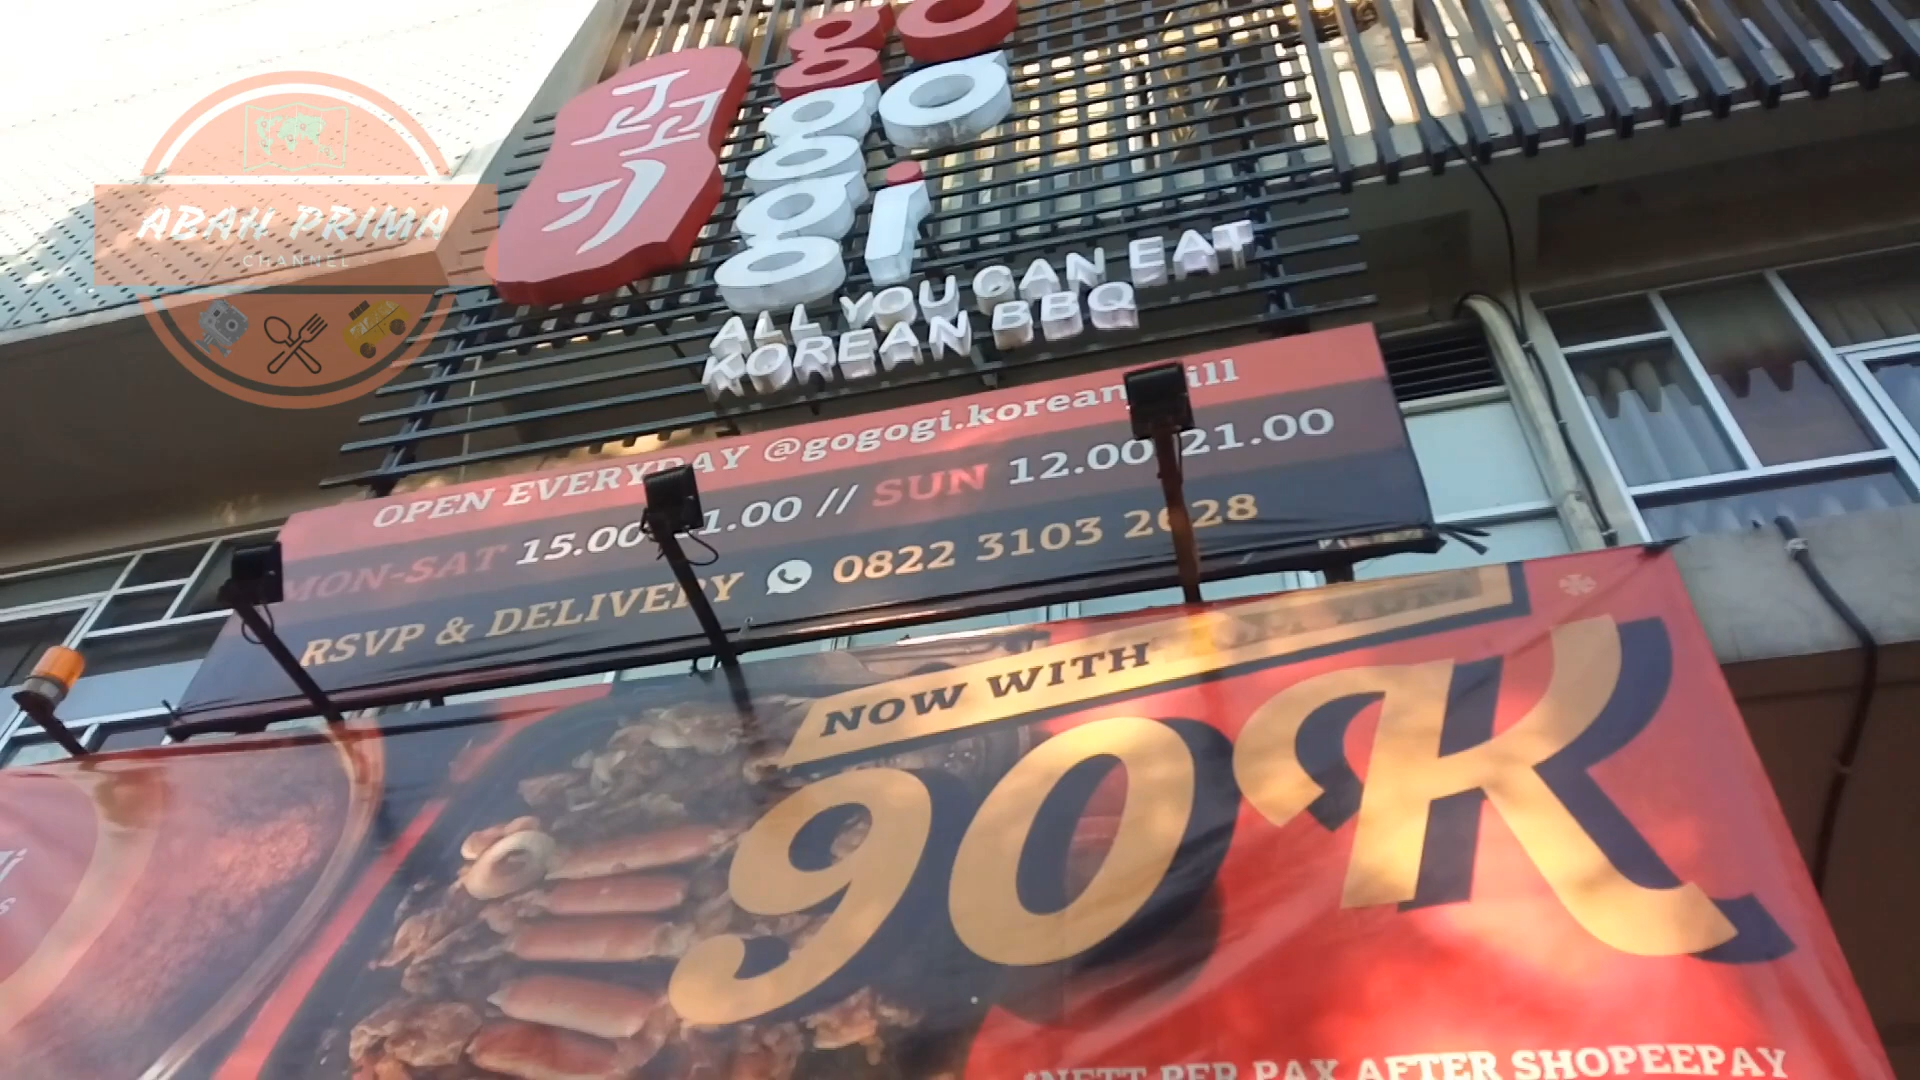 go
고고
go
기
gi
ABAH PRIMA
CHANNEL
ALL YOU CAN EAT
KOREAN BBQ
OPEN EVERYDAY @gogogi.korean
MON-SAT 15.00 // SUN 12.00 21.00
RSVP & DELIVERY 0822 3103 2628
NOW WITH
90K
*NETT PER PAX AFTER SHOPEEPAY